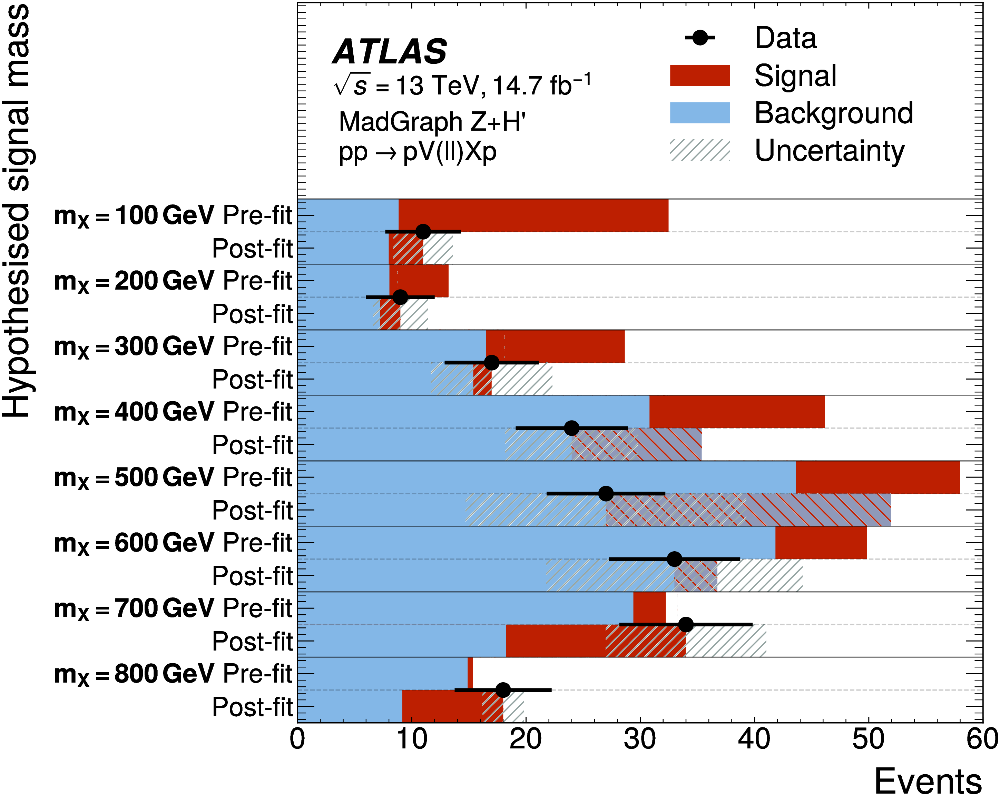 Hypothesised signal mass
ATLAS
√s = 13 TeV, 14.7 fb⁻¹
MadGraph Z+H'
pp → pV(ll)Xp
Data
Signal
Background
Uncertainty
mX = 100 GeV Pre-fit
Post-fit
mX = 200 GeV Pre-fit
Post-fit
mX = 300 GeV Pre-fit
Post-fit
mX = 400 GeV Pre-fit
Post-fit
mX = 500 GeV Pre-fit
Post-fit
mX = 600 GeV Pre-fit
Post-fit
mX = 700 GeV Pre-fit
Post-fit
mX = 800 GeV Pre-fit
Post-fit
0 10 20 30 40 50 60
Events